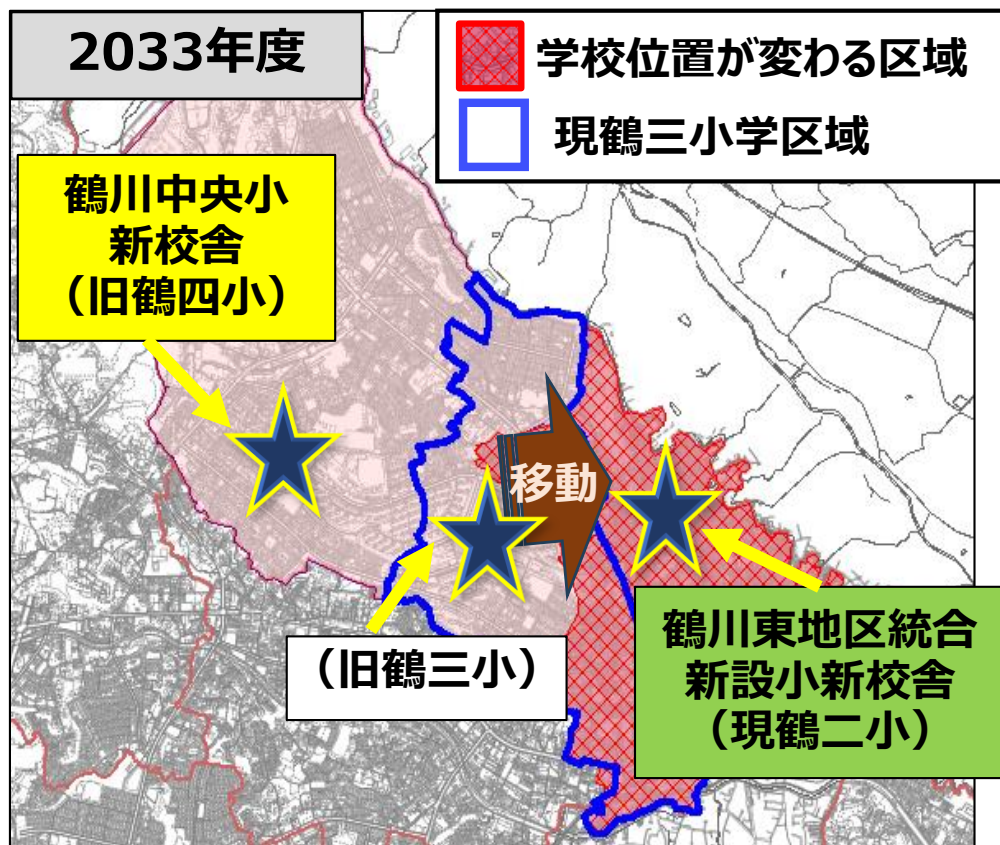 2033年度
学校位置が変わる区域
現鶴三小学区域
鶴川中央小
新校舎
（旧鶴四小）
移動
（旧鶴三小）
鶴川東地区統合
新設小新校舎
（現鶴二小）